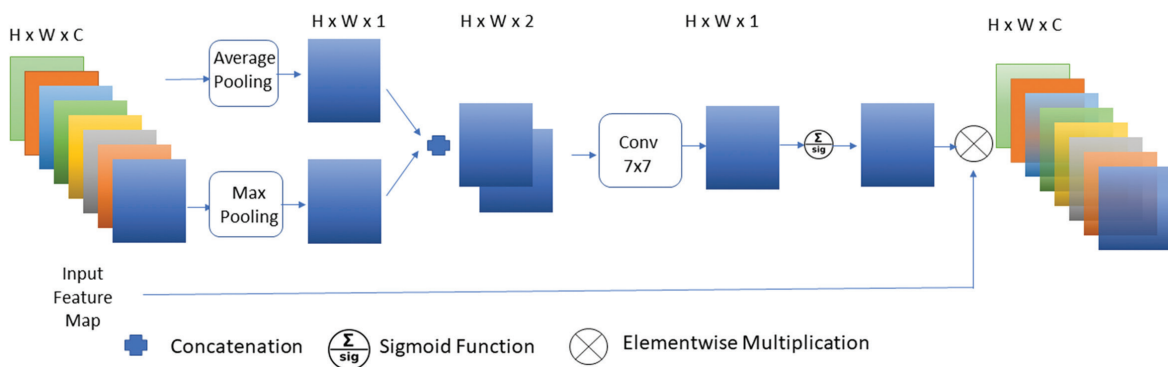 H x W x C
H x W x 1
H x W x 2
H x W x 1
H x W x C
Average
Pooling
Max
Pooling
Conv
7x7
Σ
sig
Input
Feature
Map
Concatenation
Σ
sig
Sigmoid Function
Elementwise Multiplication